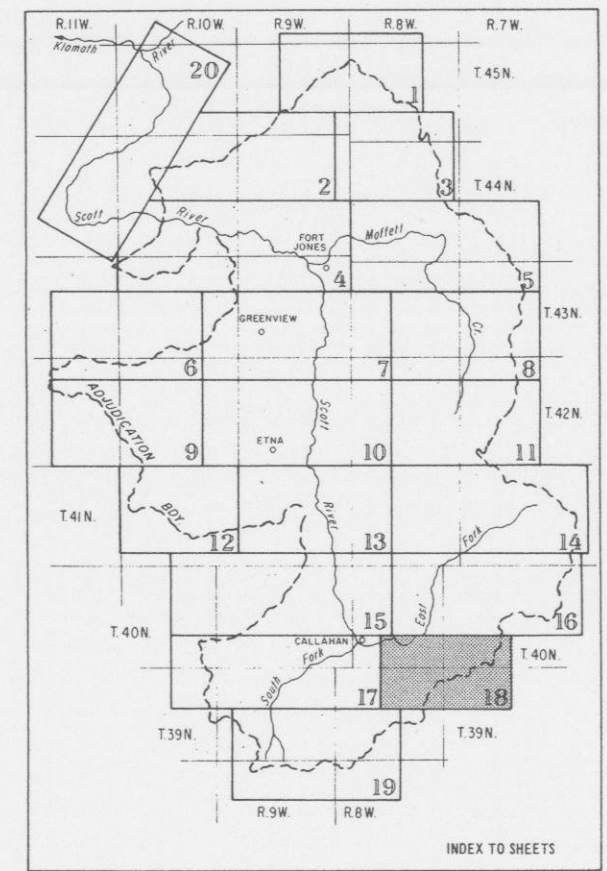 R.11W. R.10W. R.9W. R.8W. R.7W.
Klamath River
20
T.45N.
1
2
3
T.44N.
Scott River
FORT JONES
Moffett
4
5
GREENVIEW
Cr.
T.43N.
6
7
8
ADJUDICATION
Scott
T.42N.
ETNA
9
10
11
T.41N.
BDY.
River
Fork
12
13
14
T.40N.
East
15
16
CALLAHAN
Fork
South
T.40N.
17
18
T.39N.
T.39N.
19
R.9W. R.8W.
INDEX TO SHEETS